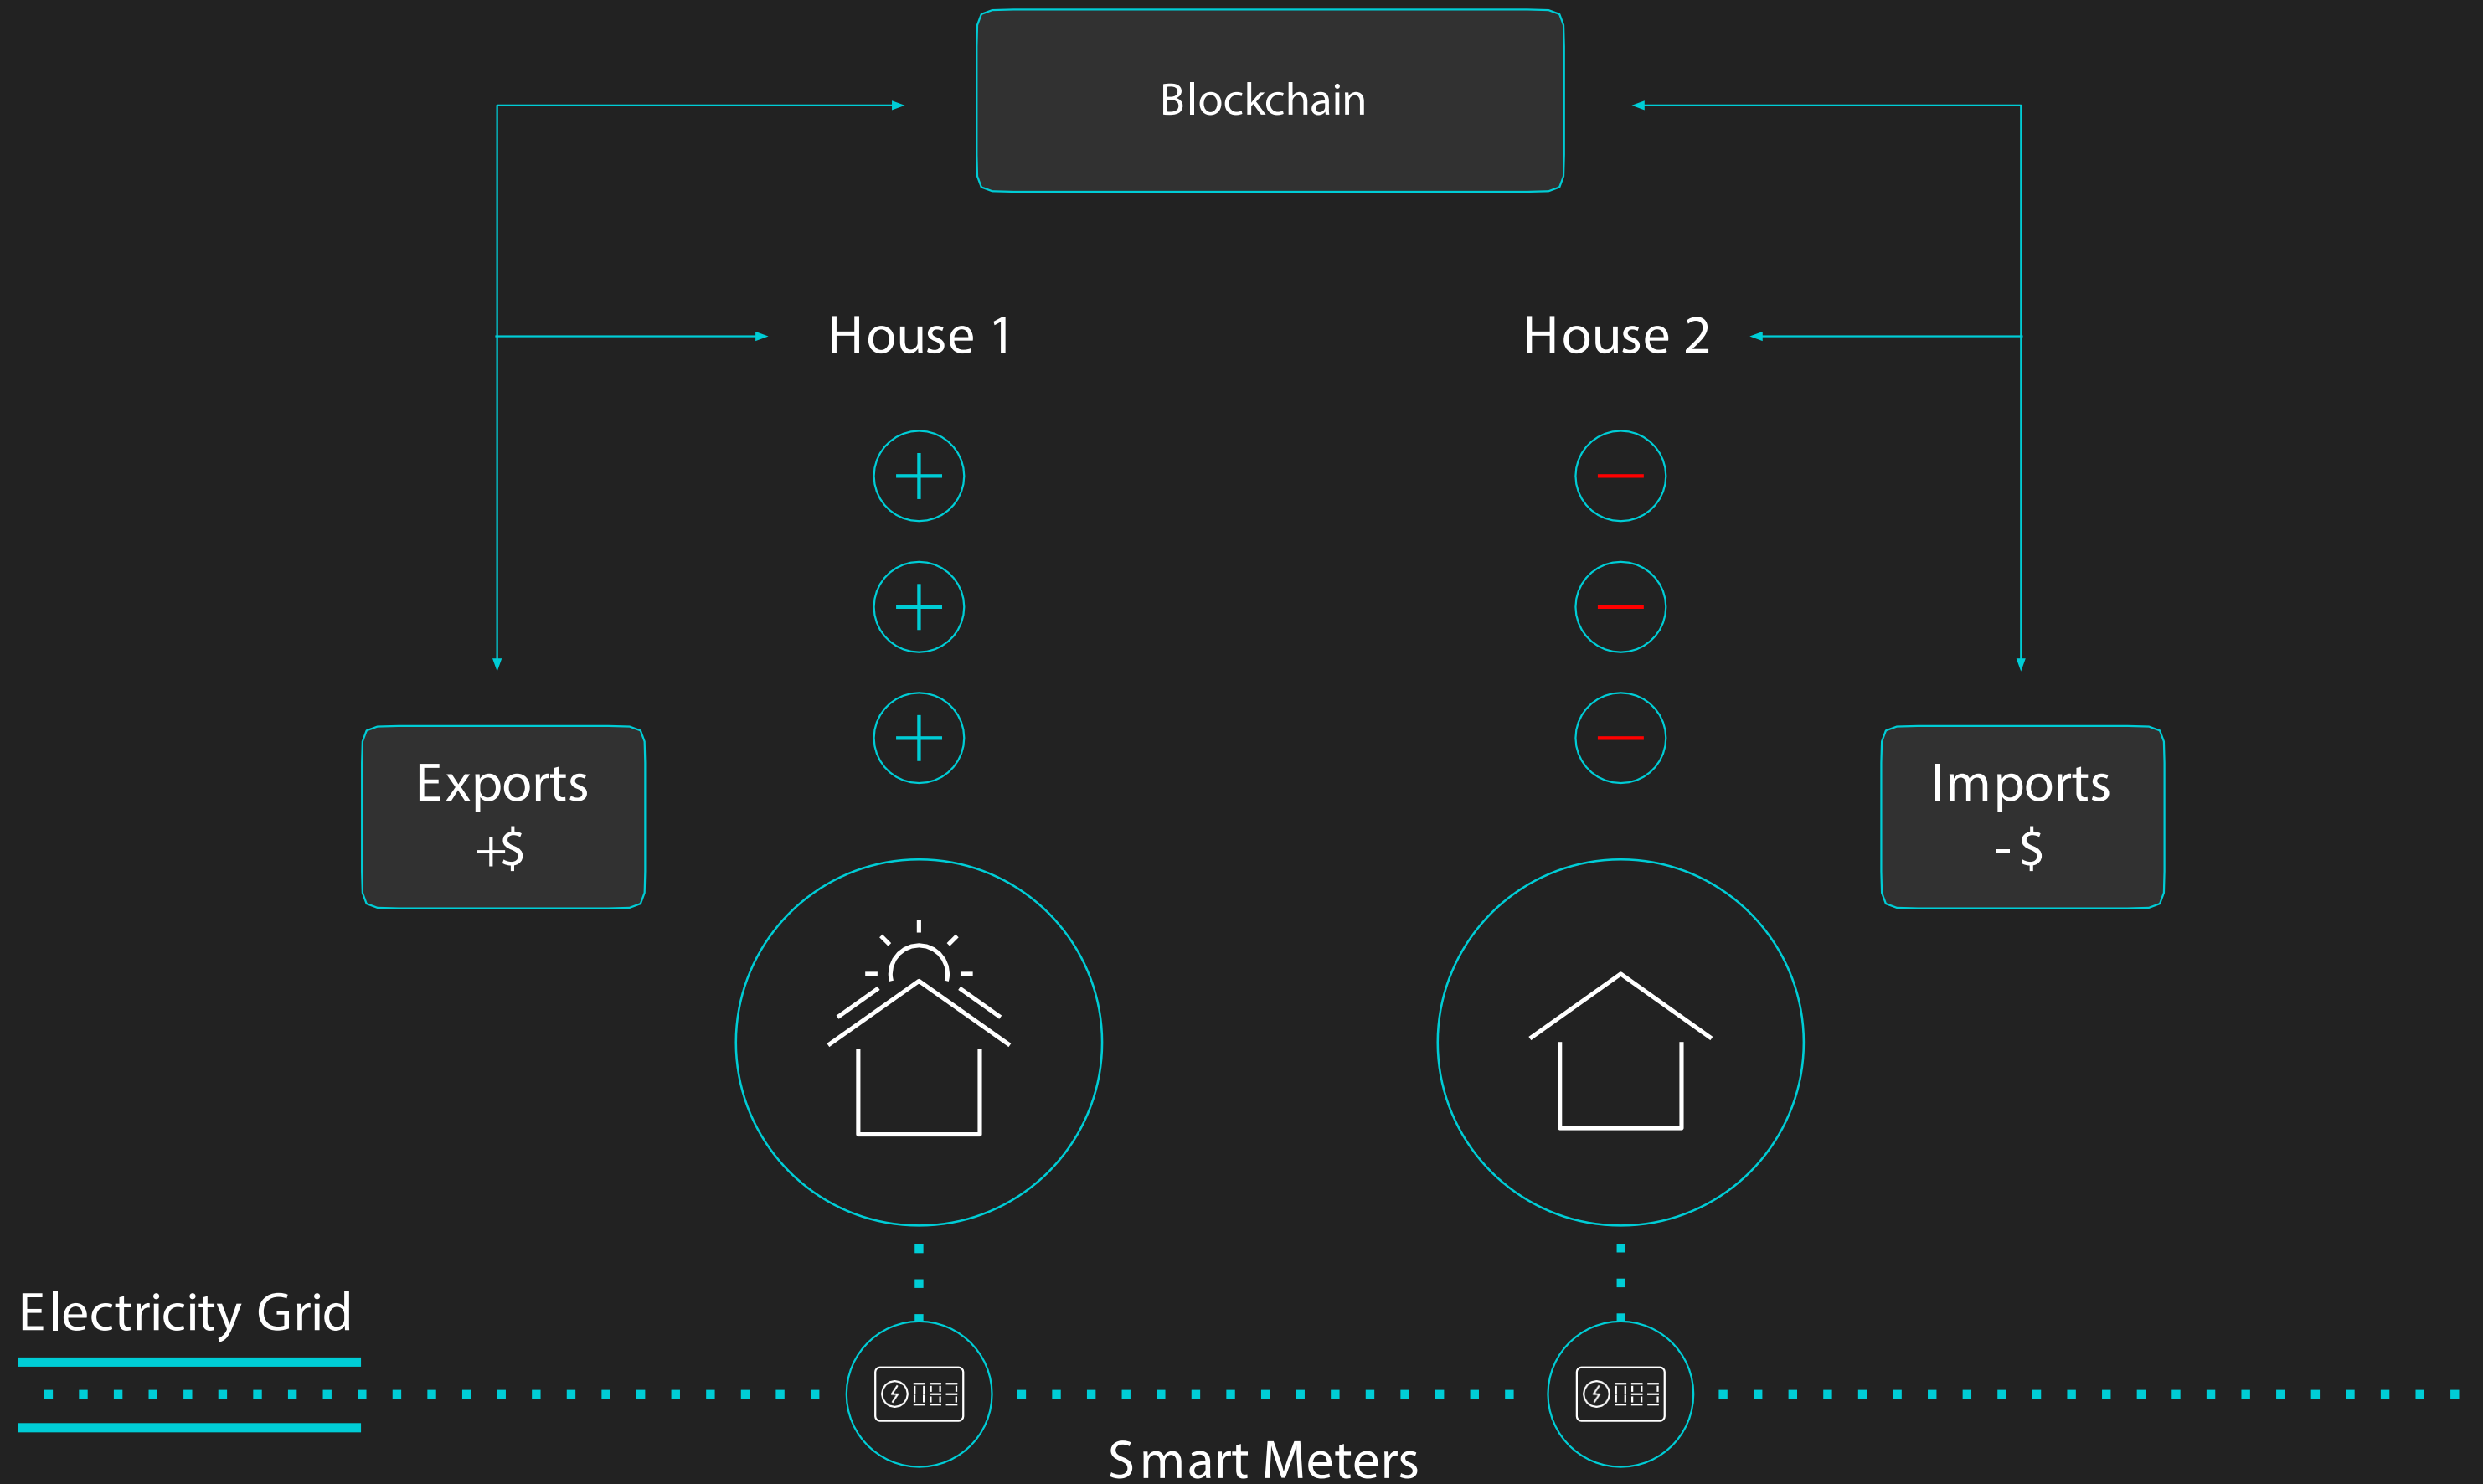 Blockchain
House 1
House 2
Exports
+$
Imports
-$
Electricity Grid
Smart Meters